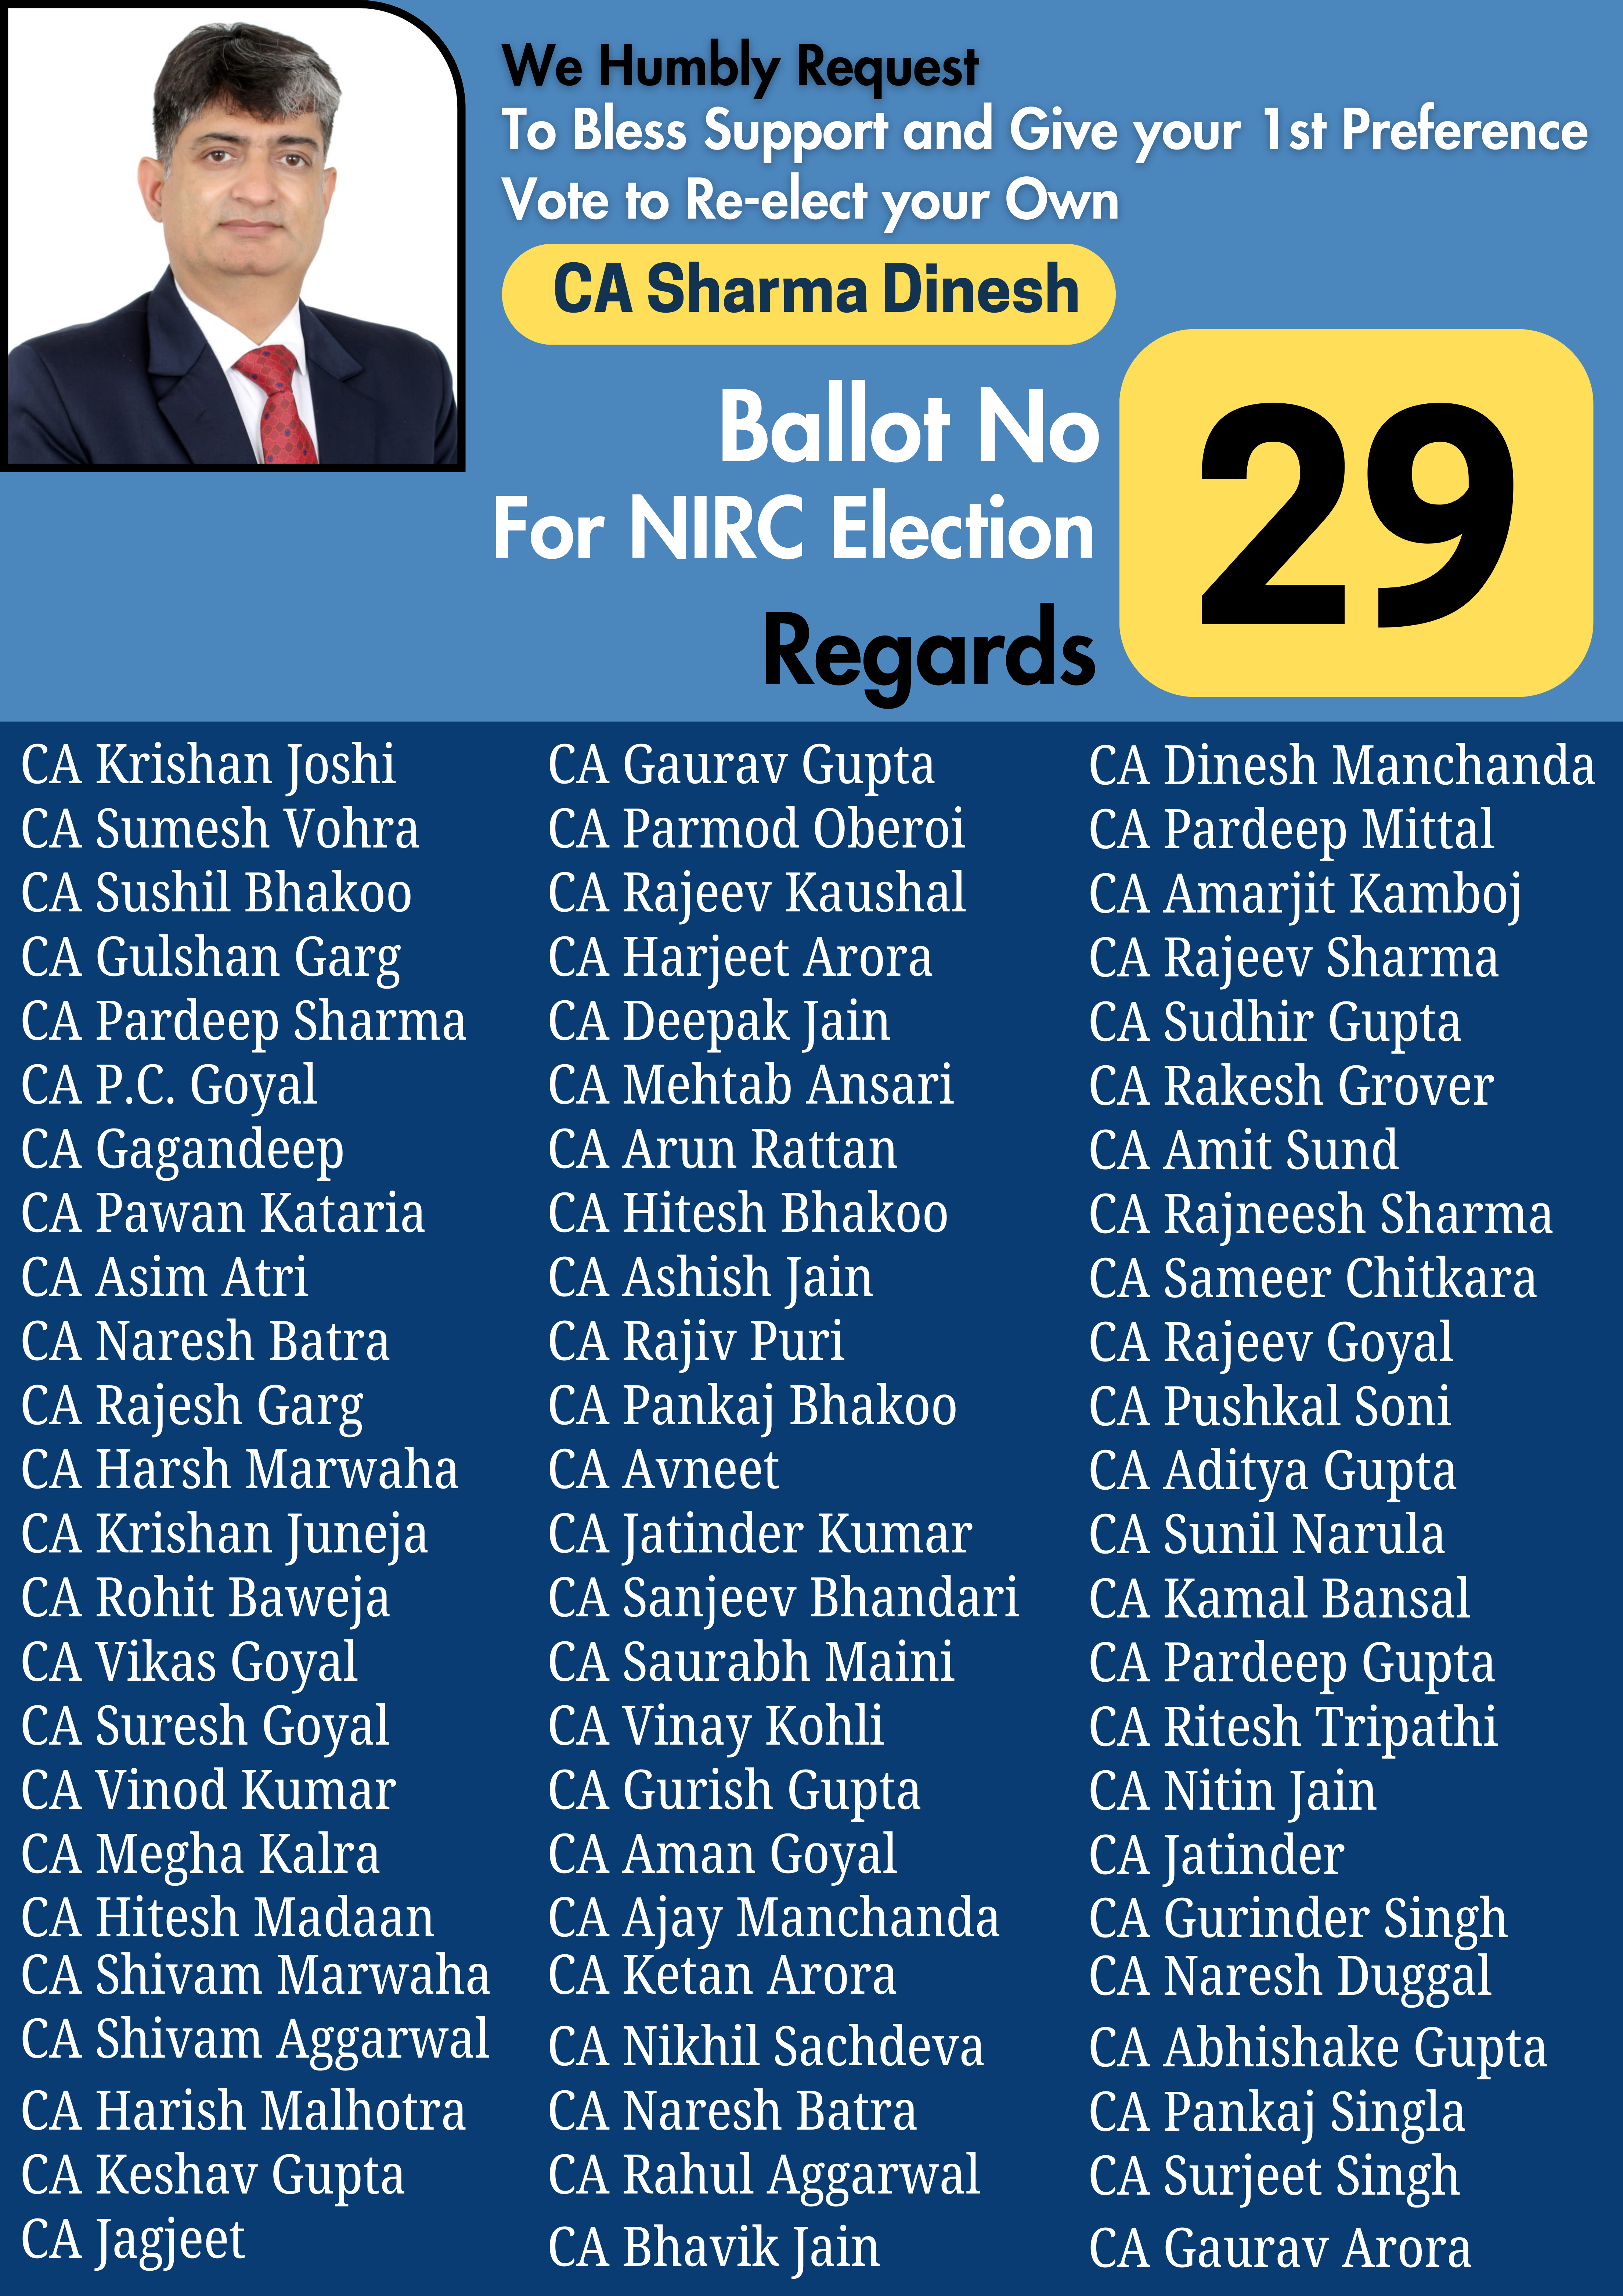 We Humbly Request
To Bless Support and Give your 1st Preference
Vote to Re-elect your Own
CA Sharma Dinesh
Ballot No
For NIRC Election
29
Regards
CA Krishan Joshi
CA Sumesh Vohra
CA Sushil Bhakoo
CA Gulshan Garg
CA Pardeep Sharma
CA P.C. Goyal
CA Gagandeep
CA Pawan Kataria
CA Asim Atri
CA Naresh Batra
CA Rajesh Garg
CA Harsh Marwaha
CA Krishan Juneja
CA Rohit Baweja
CA Vikas Goyal
CA Suresh Goyal
CA Vinod Kumar
CA Megha Kalra
CA Hitesh Madaan
CA Shivam Marwaha
CA Shivam Aggarwal
CA Harish Malhotra
CA Keshav Gupta
CA Jagjeet
CA Gaurav Gupta
CA Parmod Oberoi
CA Rajeev Kaushal
CA Harjeet Arora
CA Deepak Jain
CA Mehtab Ansari
CA Arun Rattan
CA Hitesh Bhakoo
CA Ashish Jain
CA Rajiv Puri
CA Pankaj Bhakoo
CA Avneet
CA Jatinder Kumar
CA Sanjeev Bhandari
CA Saurabh Maini
CA Vinay Kohli
CA Gurish Gupta
CA Aman Goyal
CA Ajay Manchanda
CA Ketan Arora
CA Nikhil Sachdeva
CA Naresh Batra
CA Rahul Aggarwal
CA Bhavik Jain
CA Dinesh Manchanda
CA Pardeep Mittal
CA Amarjit Kamboj
CA Rajeev Sharma
CA Sudhir Gupta
CA Rakesh Grover
CA Amit Sund
CA Rajneesh Sharma
CA Sameer Chitkara
CA Rajeev Goyal
CA Pushkal Soni
CA Aditya Gupta
CA Sunil Narula
CA Kamal Bansal
CA Pardeep Gupta
CA Ritesh Tripathi
CA Nitin Jain
CA Jatinder
CA Gurinder Singh
CA Naresh Duggal
CA Abhishake Gupta
CA Pankaj Singla
CA Surjeet Singh
CA Gaurav Arora